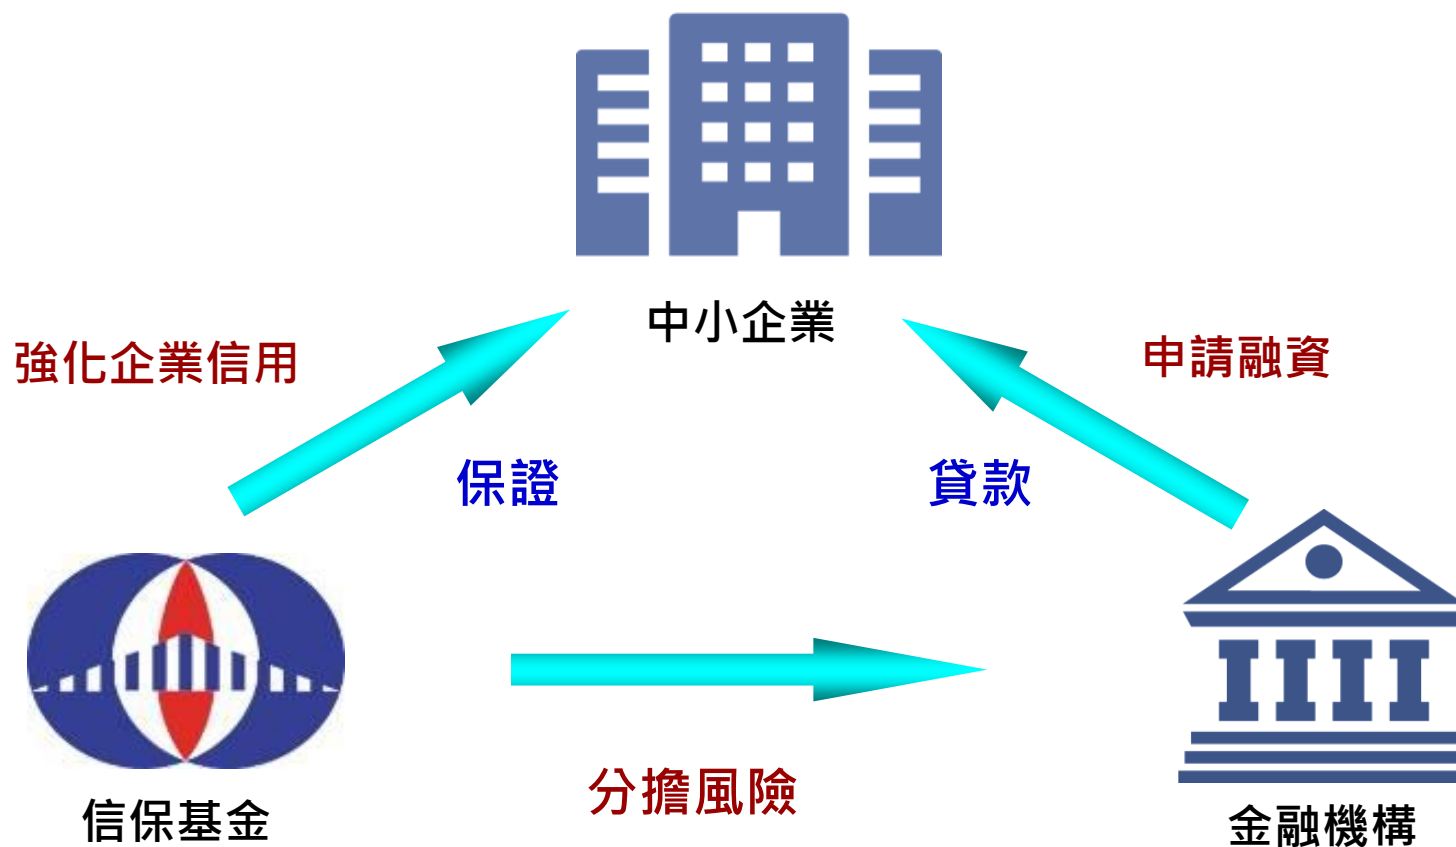 中小企業
強化企業信用
申請融資
保證
貸款
分擔風險
信保基金
金融機構